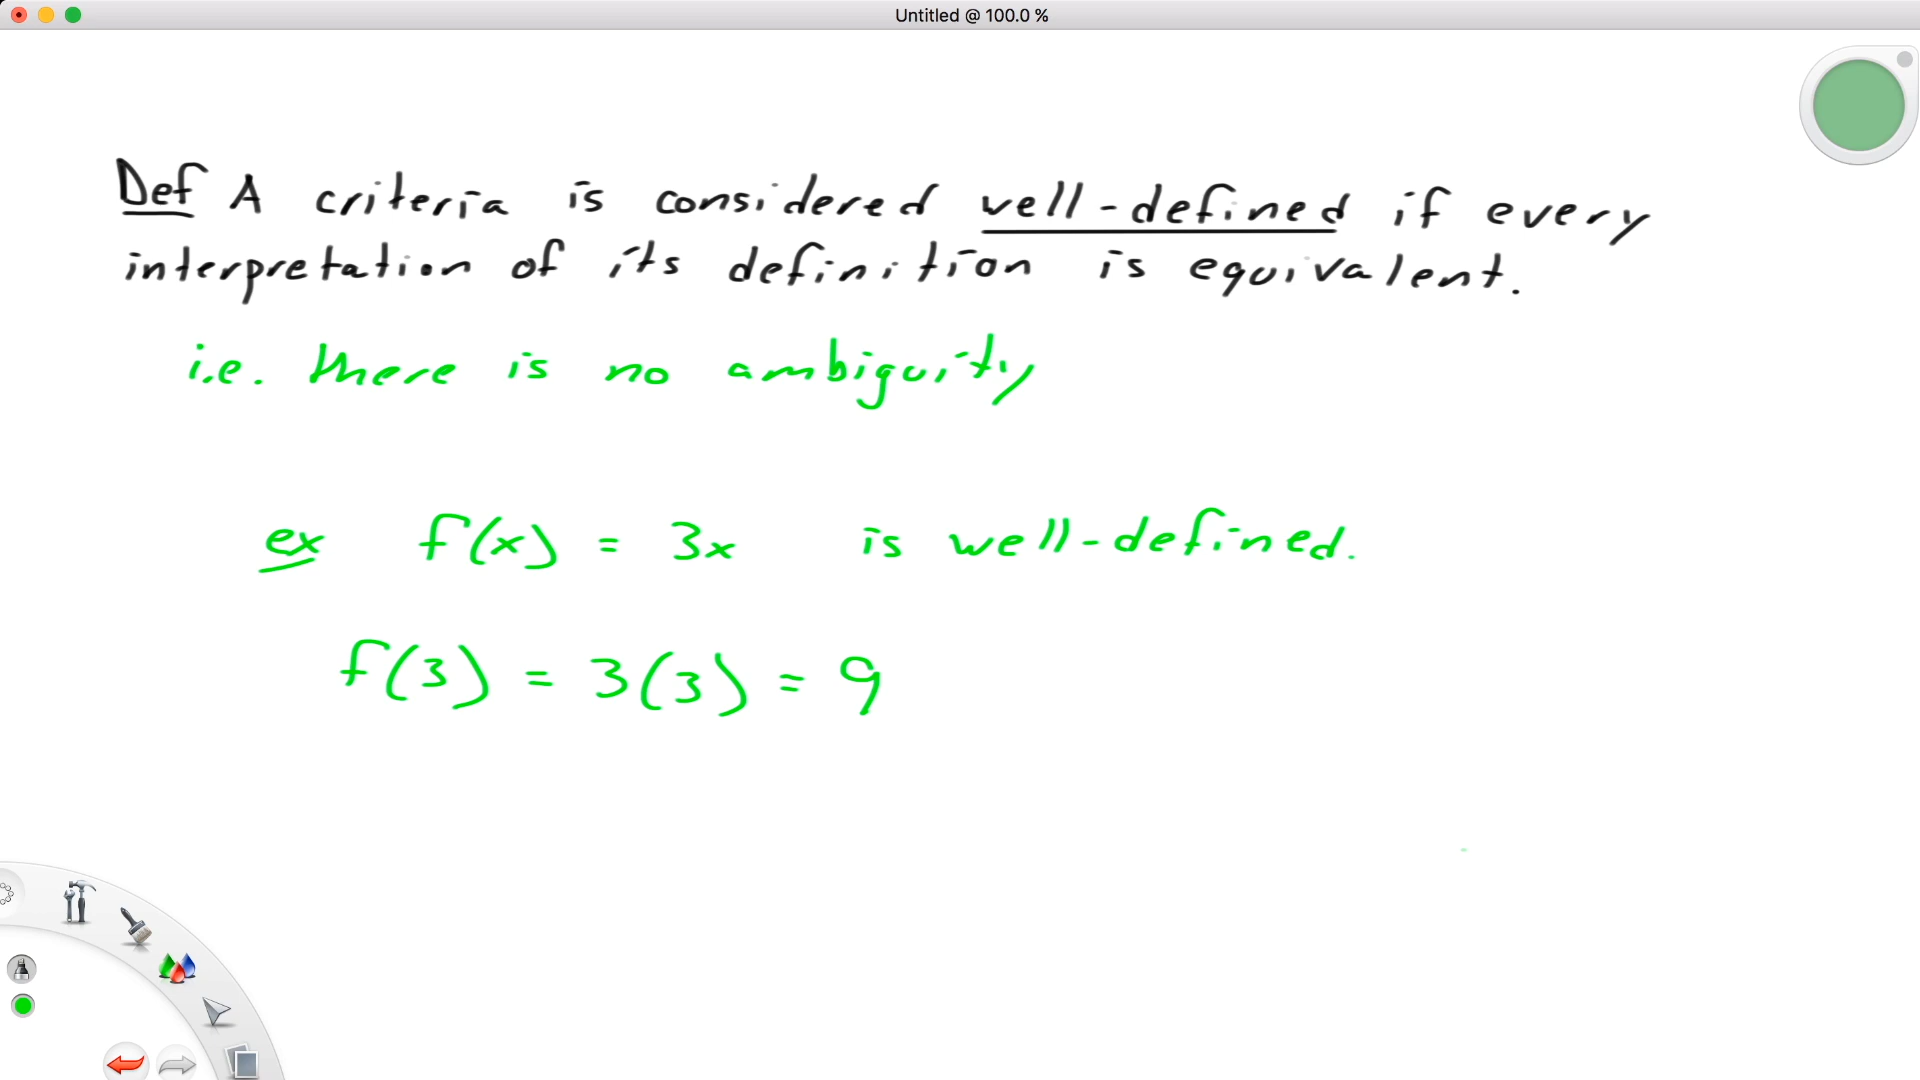 Untitled @ 100.0 %
Def A criteria is considered well-defined if every
interpretation of its definition is equivalent.
i.e. there is no ambiguity
ex f(x) = 3x is well-defined.
f(3) = 3(3) = 9